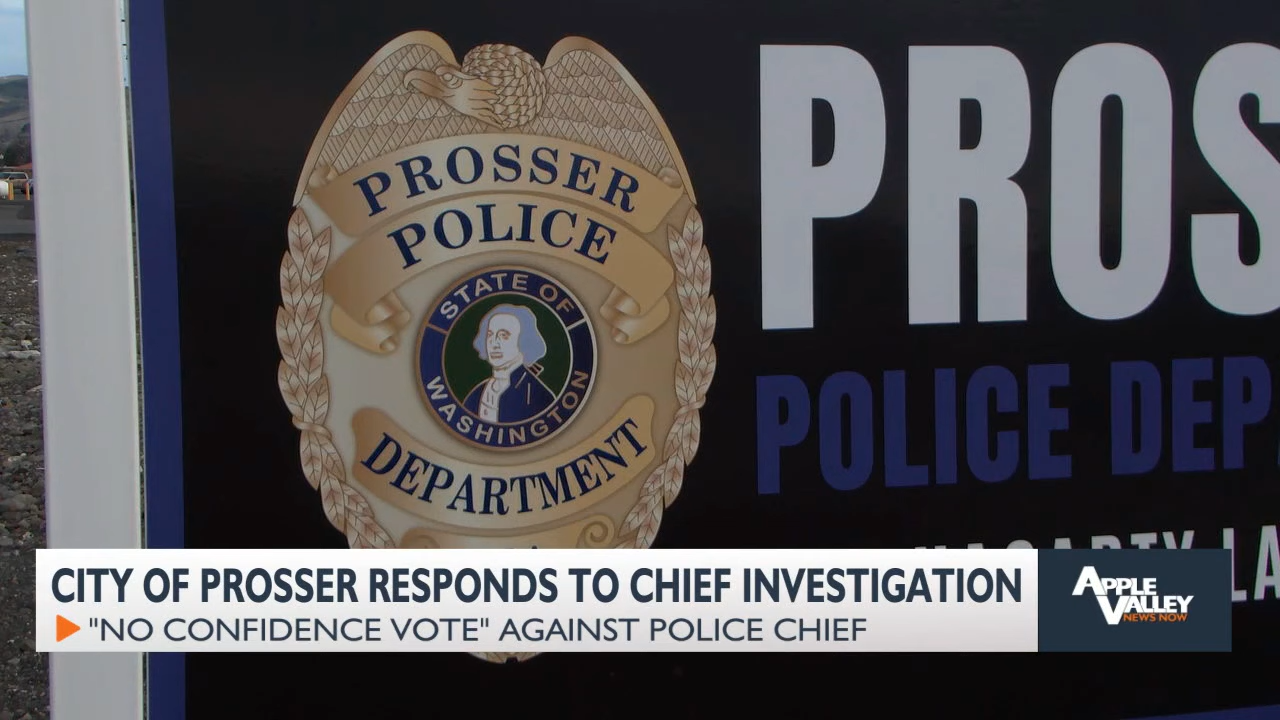 PROSSER
POLICE
STATE OF
WASHINGTON
DEPARTMENT
PROS
POLICE DEP
CITY OF PROSSER RESPONDS TO CHIEF INVESTIGATION
"NO CONFIDENCE VOTE" AGAINST POLICE CHIEF
APPLE
VALLEY
NEWS NOW